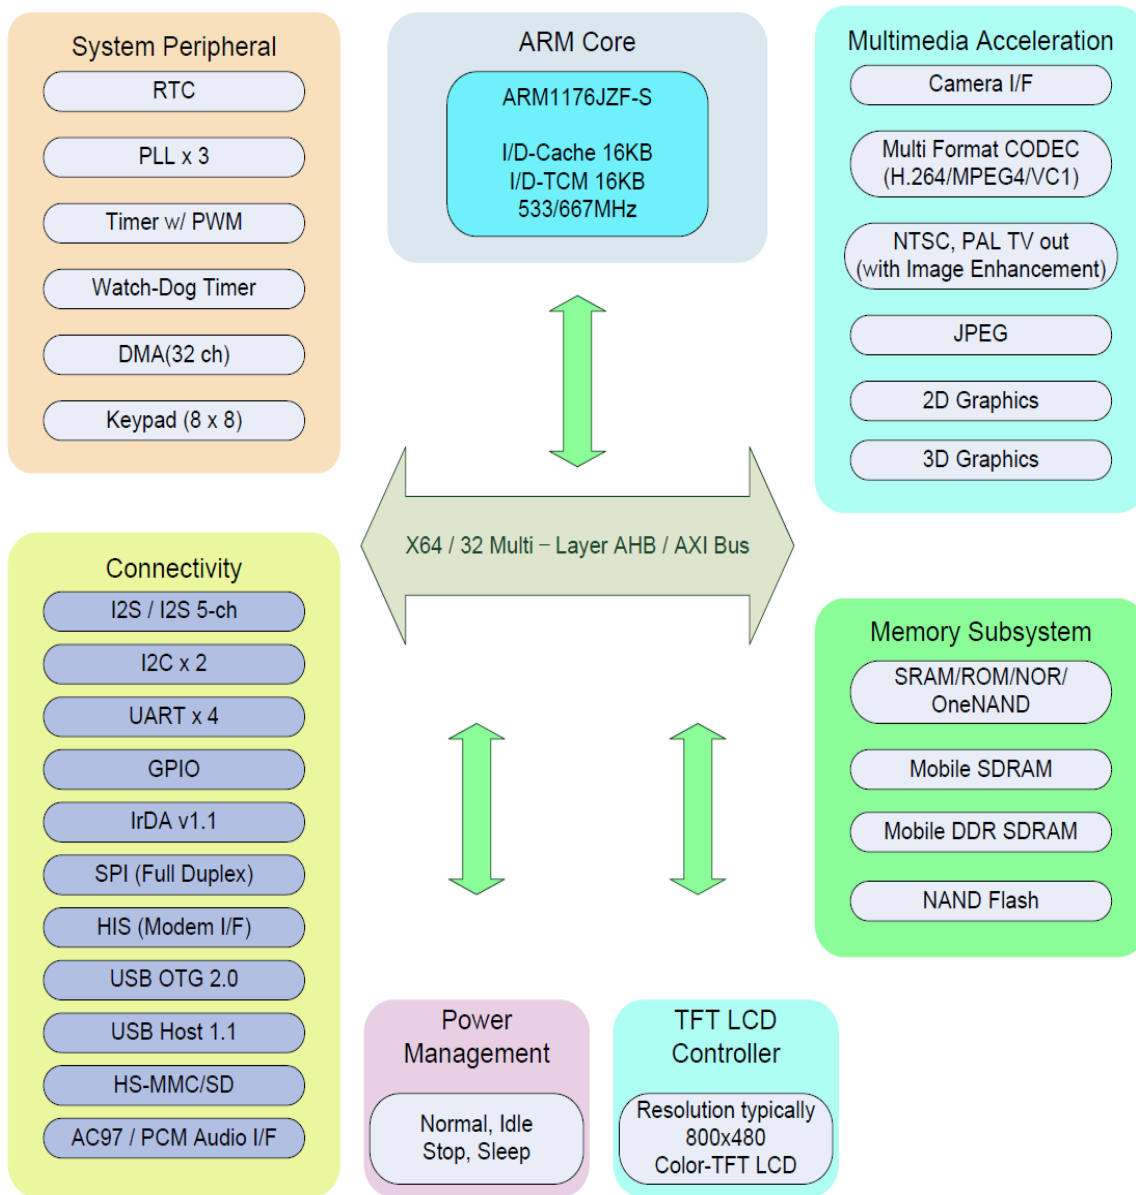 System Peripheral
RTC
PLL x 3
Timer w/ PWM
Watch-Dog Timer
DMA(32 ch)
Keypad (8 x 8)
ARM Core
ARM1176JZF-S
I/D-Cache 16KB
I/D-TCM 16KB
533/667MHz
Multimedia Acceleration
Camera I/F
Multi Format CODEC
(H.264/MPEG4/VC1)
NTSC, PAL TV out
(with Image Enhancement)
JPEG
2D Graphics
3D Graphics
X64 / 32 Multi – Layer AHB / AXI Bus
Connectivity
I2S / I2S 5-ch
I2C x 2
UART x 4
GPIO
IrDA v1.1
SPI (Full Duplex)
HIS (Modem I/F)
USB OTG 2.0
USB Host 1.1
HS-MMC/SD
AC97 / PCM Audio I/F
Memory Subsystem
SRAM/ROM/NOR/
OneNAND
Mobile SDRAM
Mobile DDR SDRAM
NAND Flash
Power
Management
Normal, Idle
Stop, Sleep
TFT LCD
Controller
Resolution typically
800x480
Color-TFT LCD